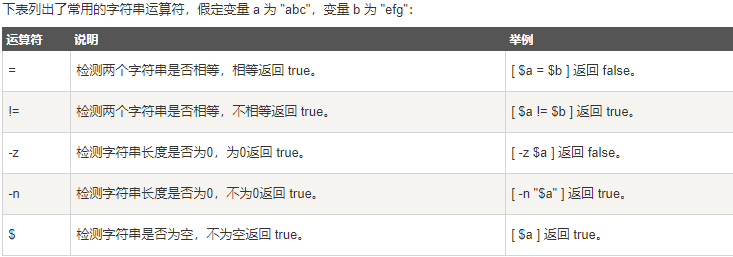 下表列出了常用的字符串运算符，假定变量 a 为 "abc"，变量 b 为 "efg"：
运算符 说明 举例
= 检测两个字符串是否相等，相等返回 true。 [ $a = $b ] 返回 false。
!= 检测两个字符串是否相等，不相等返回 true。 [ $a != $b ] 返回 true。
-z 检测字符串长度是否为0，为0返回 true。 [ -z $a ] 返回 false。
-n 检测字符串长度是否为0，不为0返回 true。 [ -n "$a" ] 返回 true。
$ 检测字符串是否为空，不为空返回 true。 [ $a ] 返回 true。